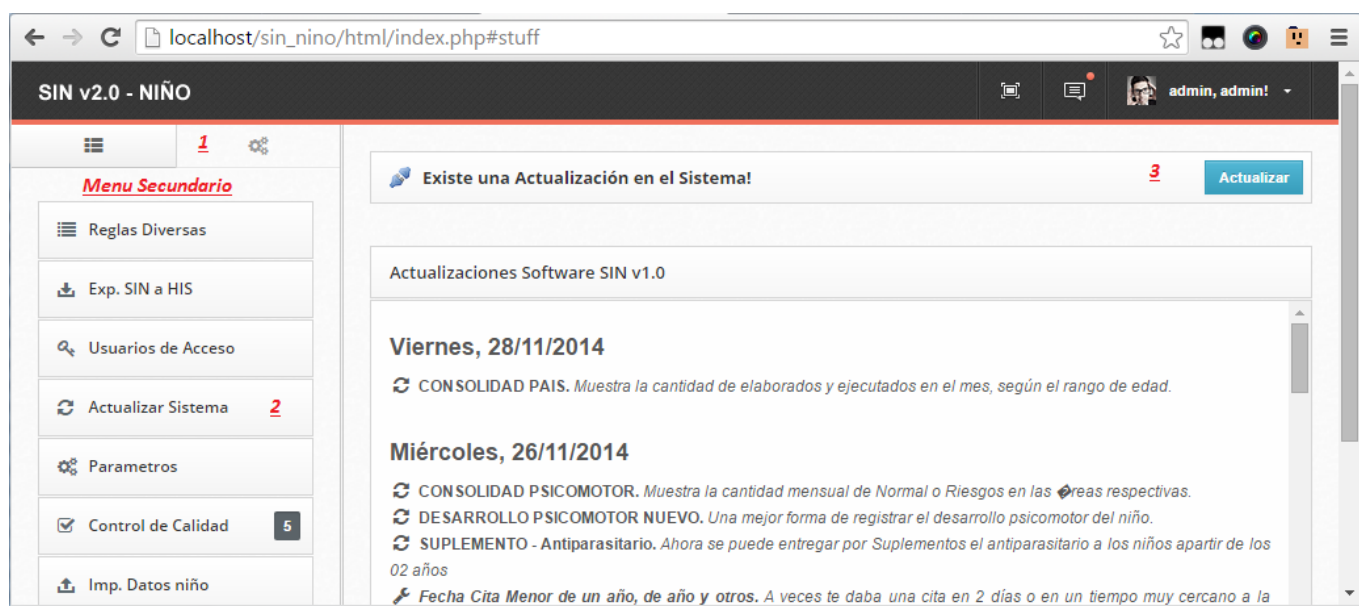 localhost/sin_nino/html/index.php#stuff
SIN v2.0 - NIÑO
admin, admin!
1
Menu Secundario
Reglas Diversas
Exp. SIN a HIS
Usuarios de Acceso
Actualizar Sistema 2
Parametros
Control de Calidad 5
Imp. Datos niño
Existe una Actualización en el Sistema! 3 Actualizar
Actualizaciones Software SIN v1.0
Viernes, 28/11/2014
CONSOLIDAD PAIS. Muestra la cantidad de elaborados y ejecutados en el mes, según el rango de edad.
Miércoles, 26/11/2014
CONSOLIDAD PSICOMOTOR. Muestra la cantidad mensual de Normal o Riesgos en las �reas respectivas.
DESARROLLO PSICOMOTOR NUEVO. Una mejor forma de registrar el desarrollo psicomotor del niño.
SUPLEMENTO - Antiparasitario. Ahora se puede entregar por Suplementos el antiparasitario a los niños apartir de los
02 años
Fecha Cita Menor de un año, de año y otros. A veces te daba una cita en 2 días o en un tiempo muy cercano a la